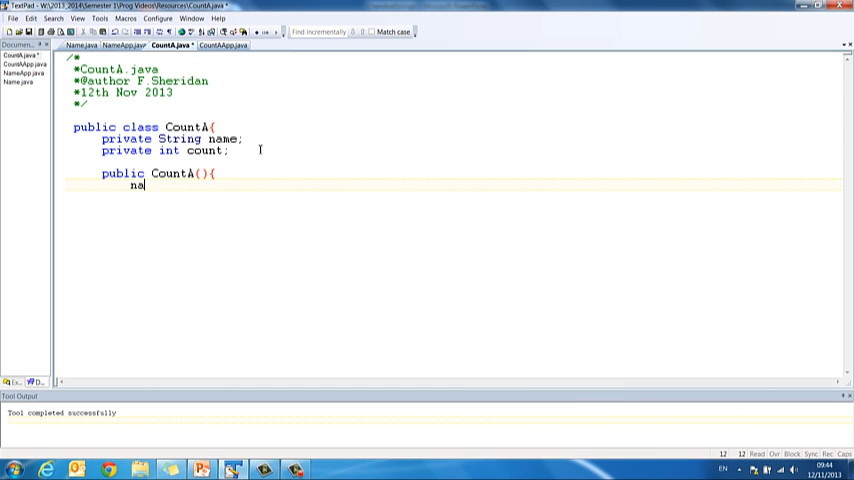 TextPad - W:\2013_2014\Semester 1\Prog Videos\Resources\CountA.java *
File Edit Search View Tools Macros Configure Window Help
Find incrementally Match case
Documen...
Name.java NameApp.java CountA.java * CountAApp.java
CountA.java *
CountAApp.java
NameApp.java
Name.java
/*
*CountA.java
*@author F.Sheridan
*12th Nov 2013
*/
public class CountA{
private String name;
private int count;
public CountA(){
na
Ex... D...
Tool Output
Tool completed successfully
12 12 Read Ovr Block Sync Rec Caps
EN 09:44
12/11/2013